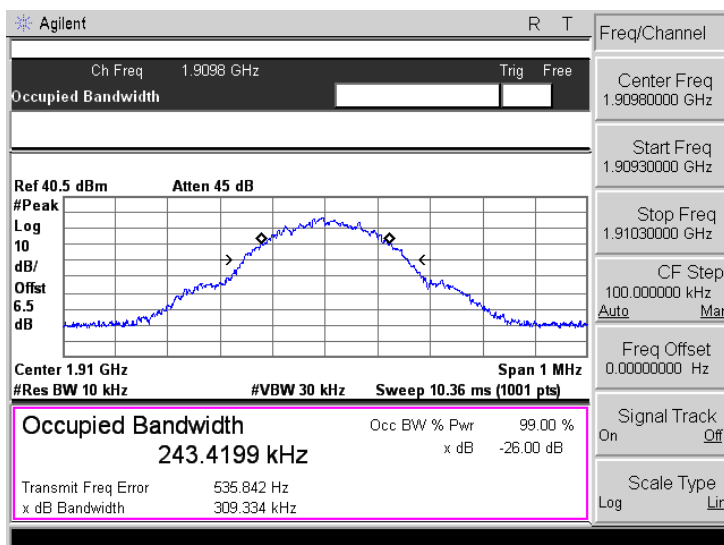 Agilent R T
Freq/Channel
Ch Freq 1.9098 GHz Trig Free
Occupied Bandwidth
Center Freq
1.90980000 GHz
Start Freq
1.90930000 GHz
Stop Freq
1.91030000 GHz
CF Step
100.000000 kHz
Auto Man
Freq Offset
0.00000000 Hz
Signal Track
On Off
Scale Type
Log Lin
Ref 40.5 dBm Atten 45 dB
#Peak
Log
10
dB/
Offst
6.5
dB
Center 1.91 GHz Span 1 MHz
#Res BW 10 kHz #VBW 30 kHz Sweep 10.36 ms (1001 pts)
Occupied Bandwidth Occ BW % Pwr 99.00 %
243.4199 kHz x dB -26.00 dB
Transmit Freq Error 535.842 Hz
x dB Bandwidth 309.334 kHz